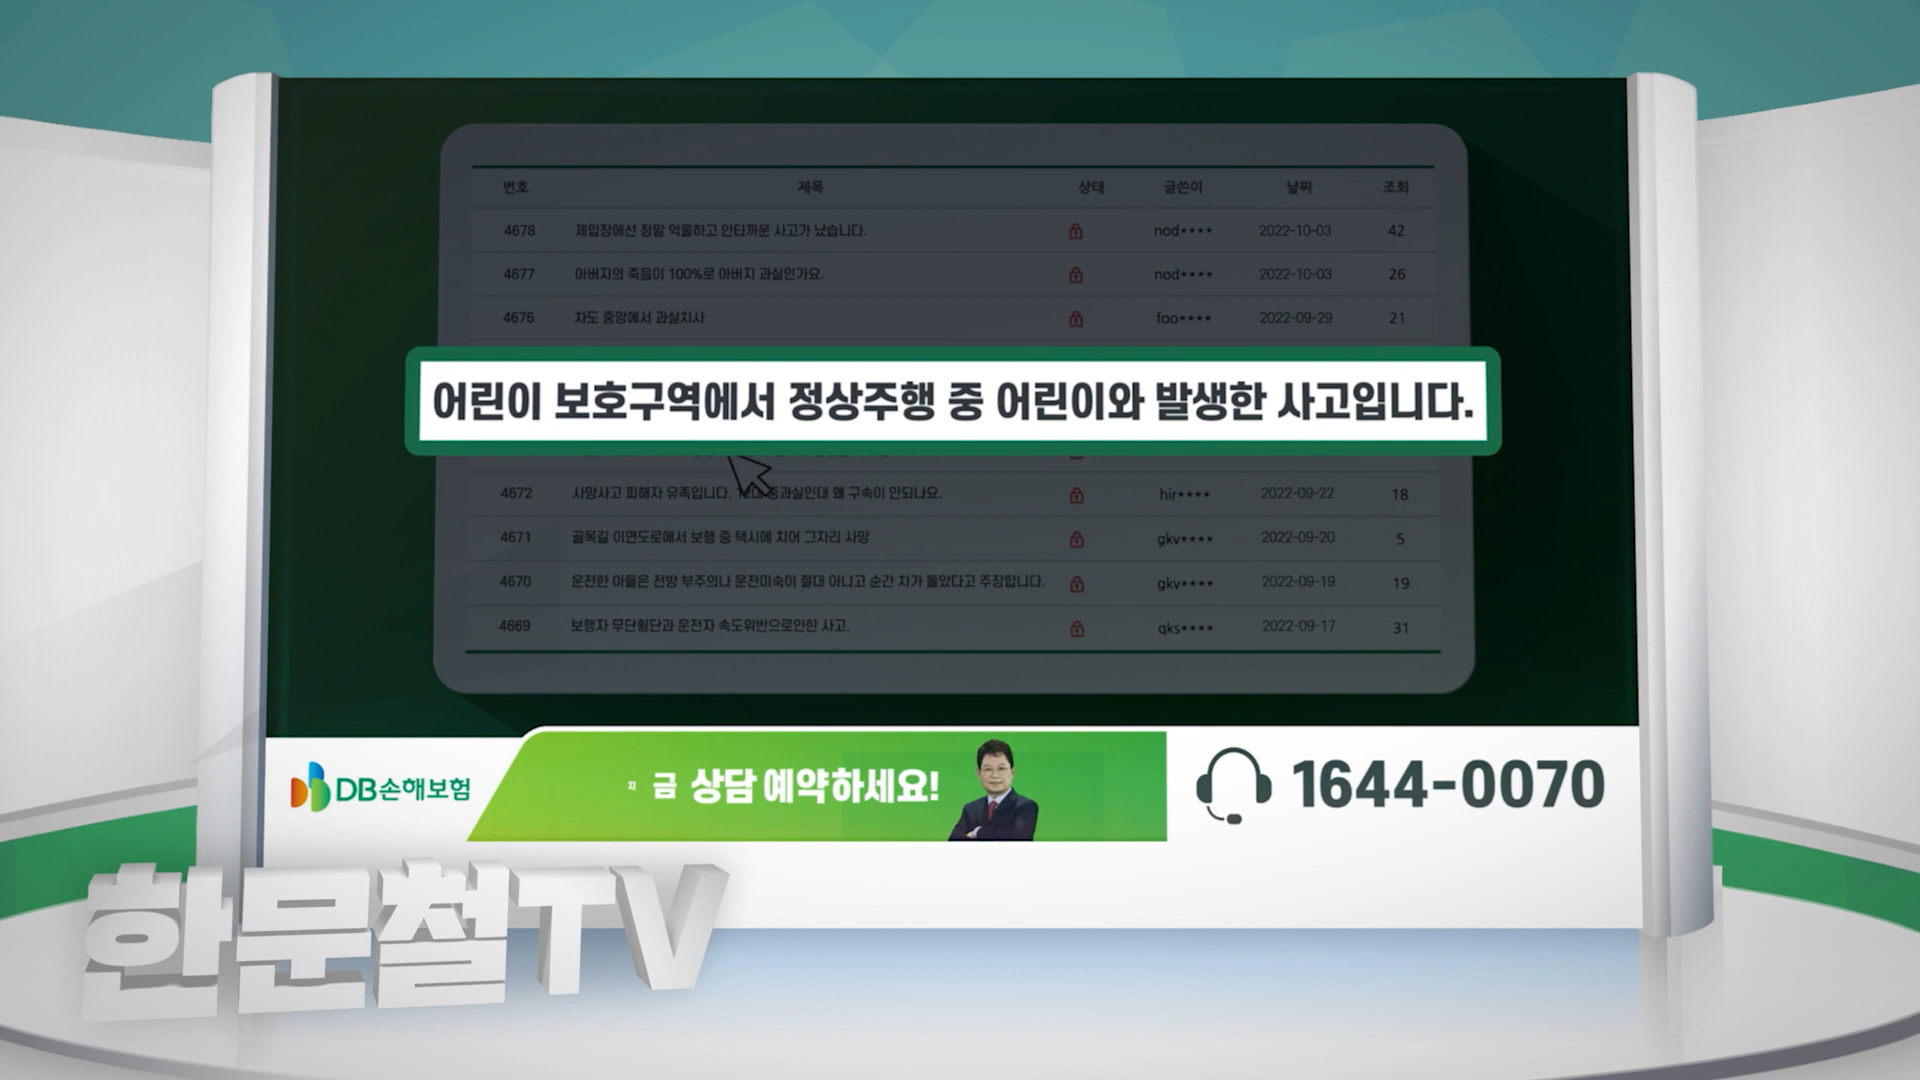 번호 제목 상태 글쓴이 날짜 조회
4678 제입장에선 정말 억울하고 안타까운 사고가 났습니다. nod**** 2022-10-03 42
4677 아버지의 죽음이 100%로 아버지 과실인가요. nod**** 2022-10-03 26
4676 차도 중앙에서 과실치사 foo**** 2022-09-29 21
어린이 보호구역에서 정상주행 중 어린이와 발생한 사고입니다.
4672 사망사고 피해자 유족입니다. 12대 중과실인대 왜 구속이 안되나요. hir**** 2022-09-22 18
4671 골목길 이면도로에서 보행 중 택시에 치어 그자리 사망 gkv**** 2022-09-20 5
4670 운전한 아들은 전방 부주의나 운전미숙이 절대 아니고 순간 차가 돌았다고 주장합니다. gkv**** 2022-09-19 19
4669 보행자 무단횡단과 운전자 속도위반으로인한 사고. qks**** 2022-09-17 31
DB손해보험 지금 상담 예약하세요! 1644-0070
한문철TV